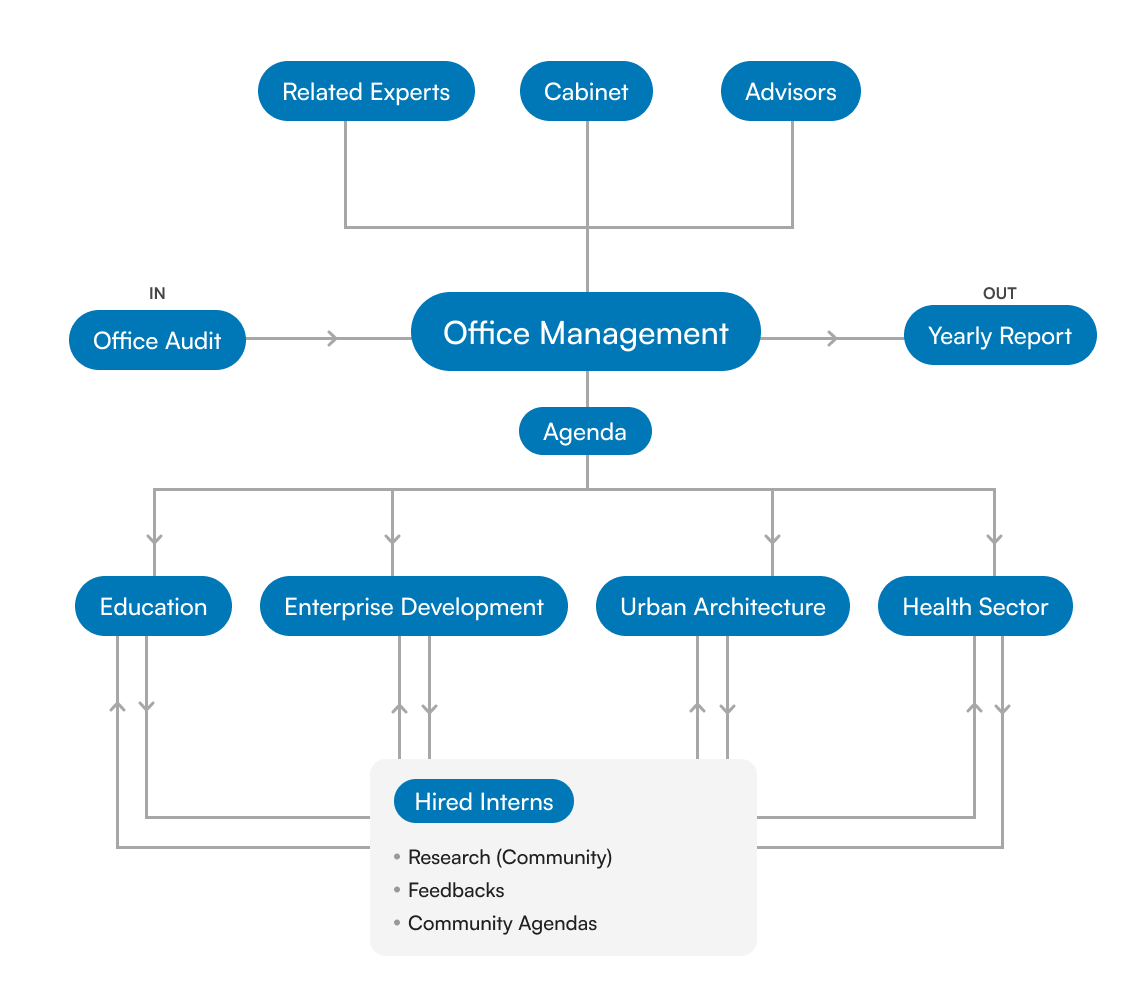 Related Experts
Cabinet
Advisors
IN
OUT
Office Audit
Office Management
Yearly Report
Agenda
Education
Enterprise Development
Urban Architecture
Health Sector
Hired Interns
• Research (Community)
• Feedbacks
• Community Agendas